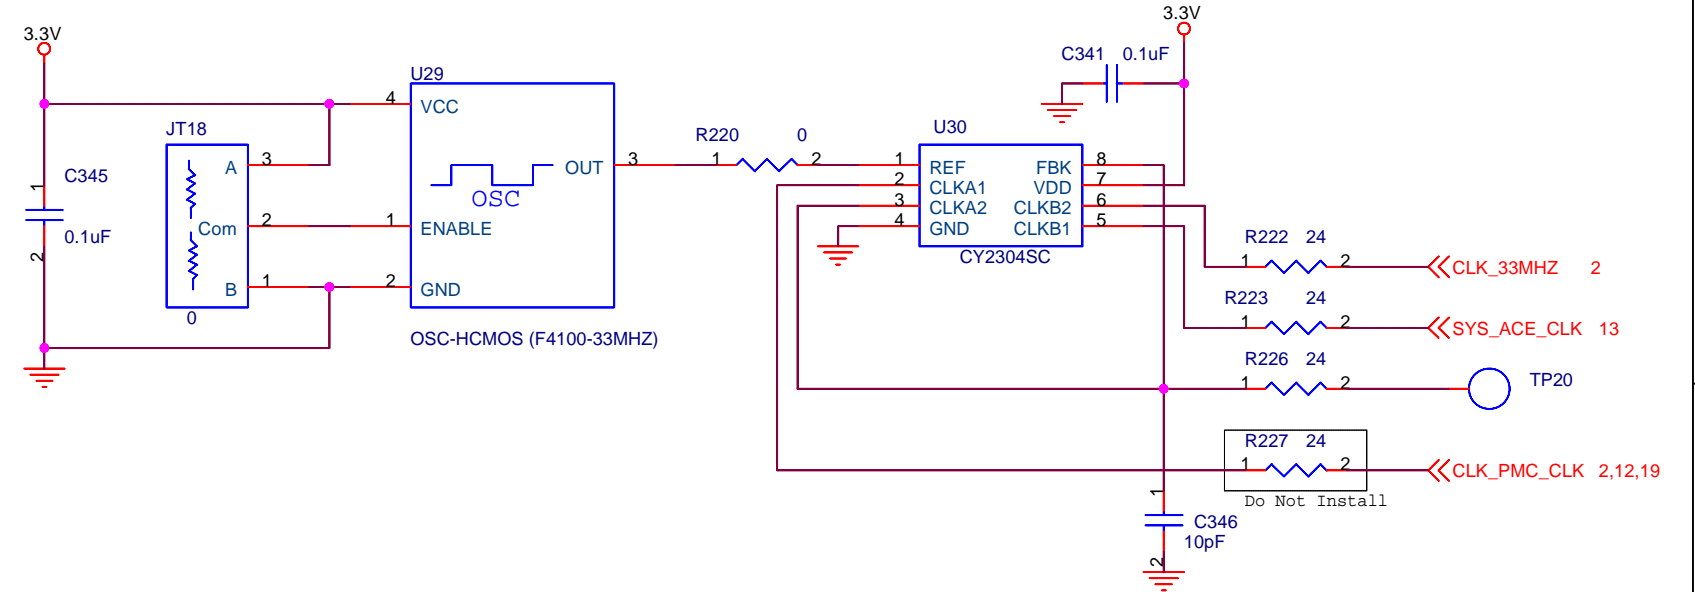 3.3V
3.3V
C341 0.1uF
U29
4 VCC
JT18
U30
R220 0
A 3
OUT 3
1 2
1 REF FBK 8
C345
1
2 CLKA1 VDD 7
OSC
3 CLKA2 CLKB2 6
Com 2
1 ENABLE
4 GND CLKB1 5
0.1uF
2
CY2304SC
R222 24
1 2 CLK_33MHZ 2
B 1
2 GND
R223 24
0
1 2 SYS_ACE_CLK 13
OSC-HCMOS (F4100-33MHZ)
R226 24
1 2 TP20
R227 24
1 2 CLK_PMC_CLK 2,12,19
Do Not Install
1
C346
10pF
2